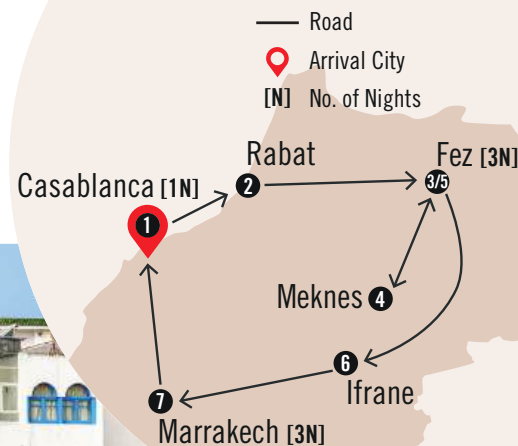 Road
Arrival City
[N] No. of Nights
Rabat
Fez [3N]
Casablanca [1N]
2
3/5
1
Meknes 4
6
Ifrane
7
Marrakech [3N]